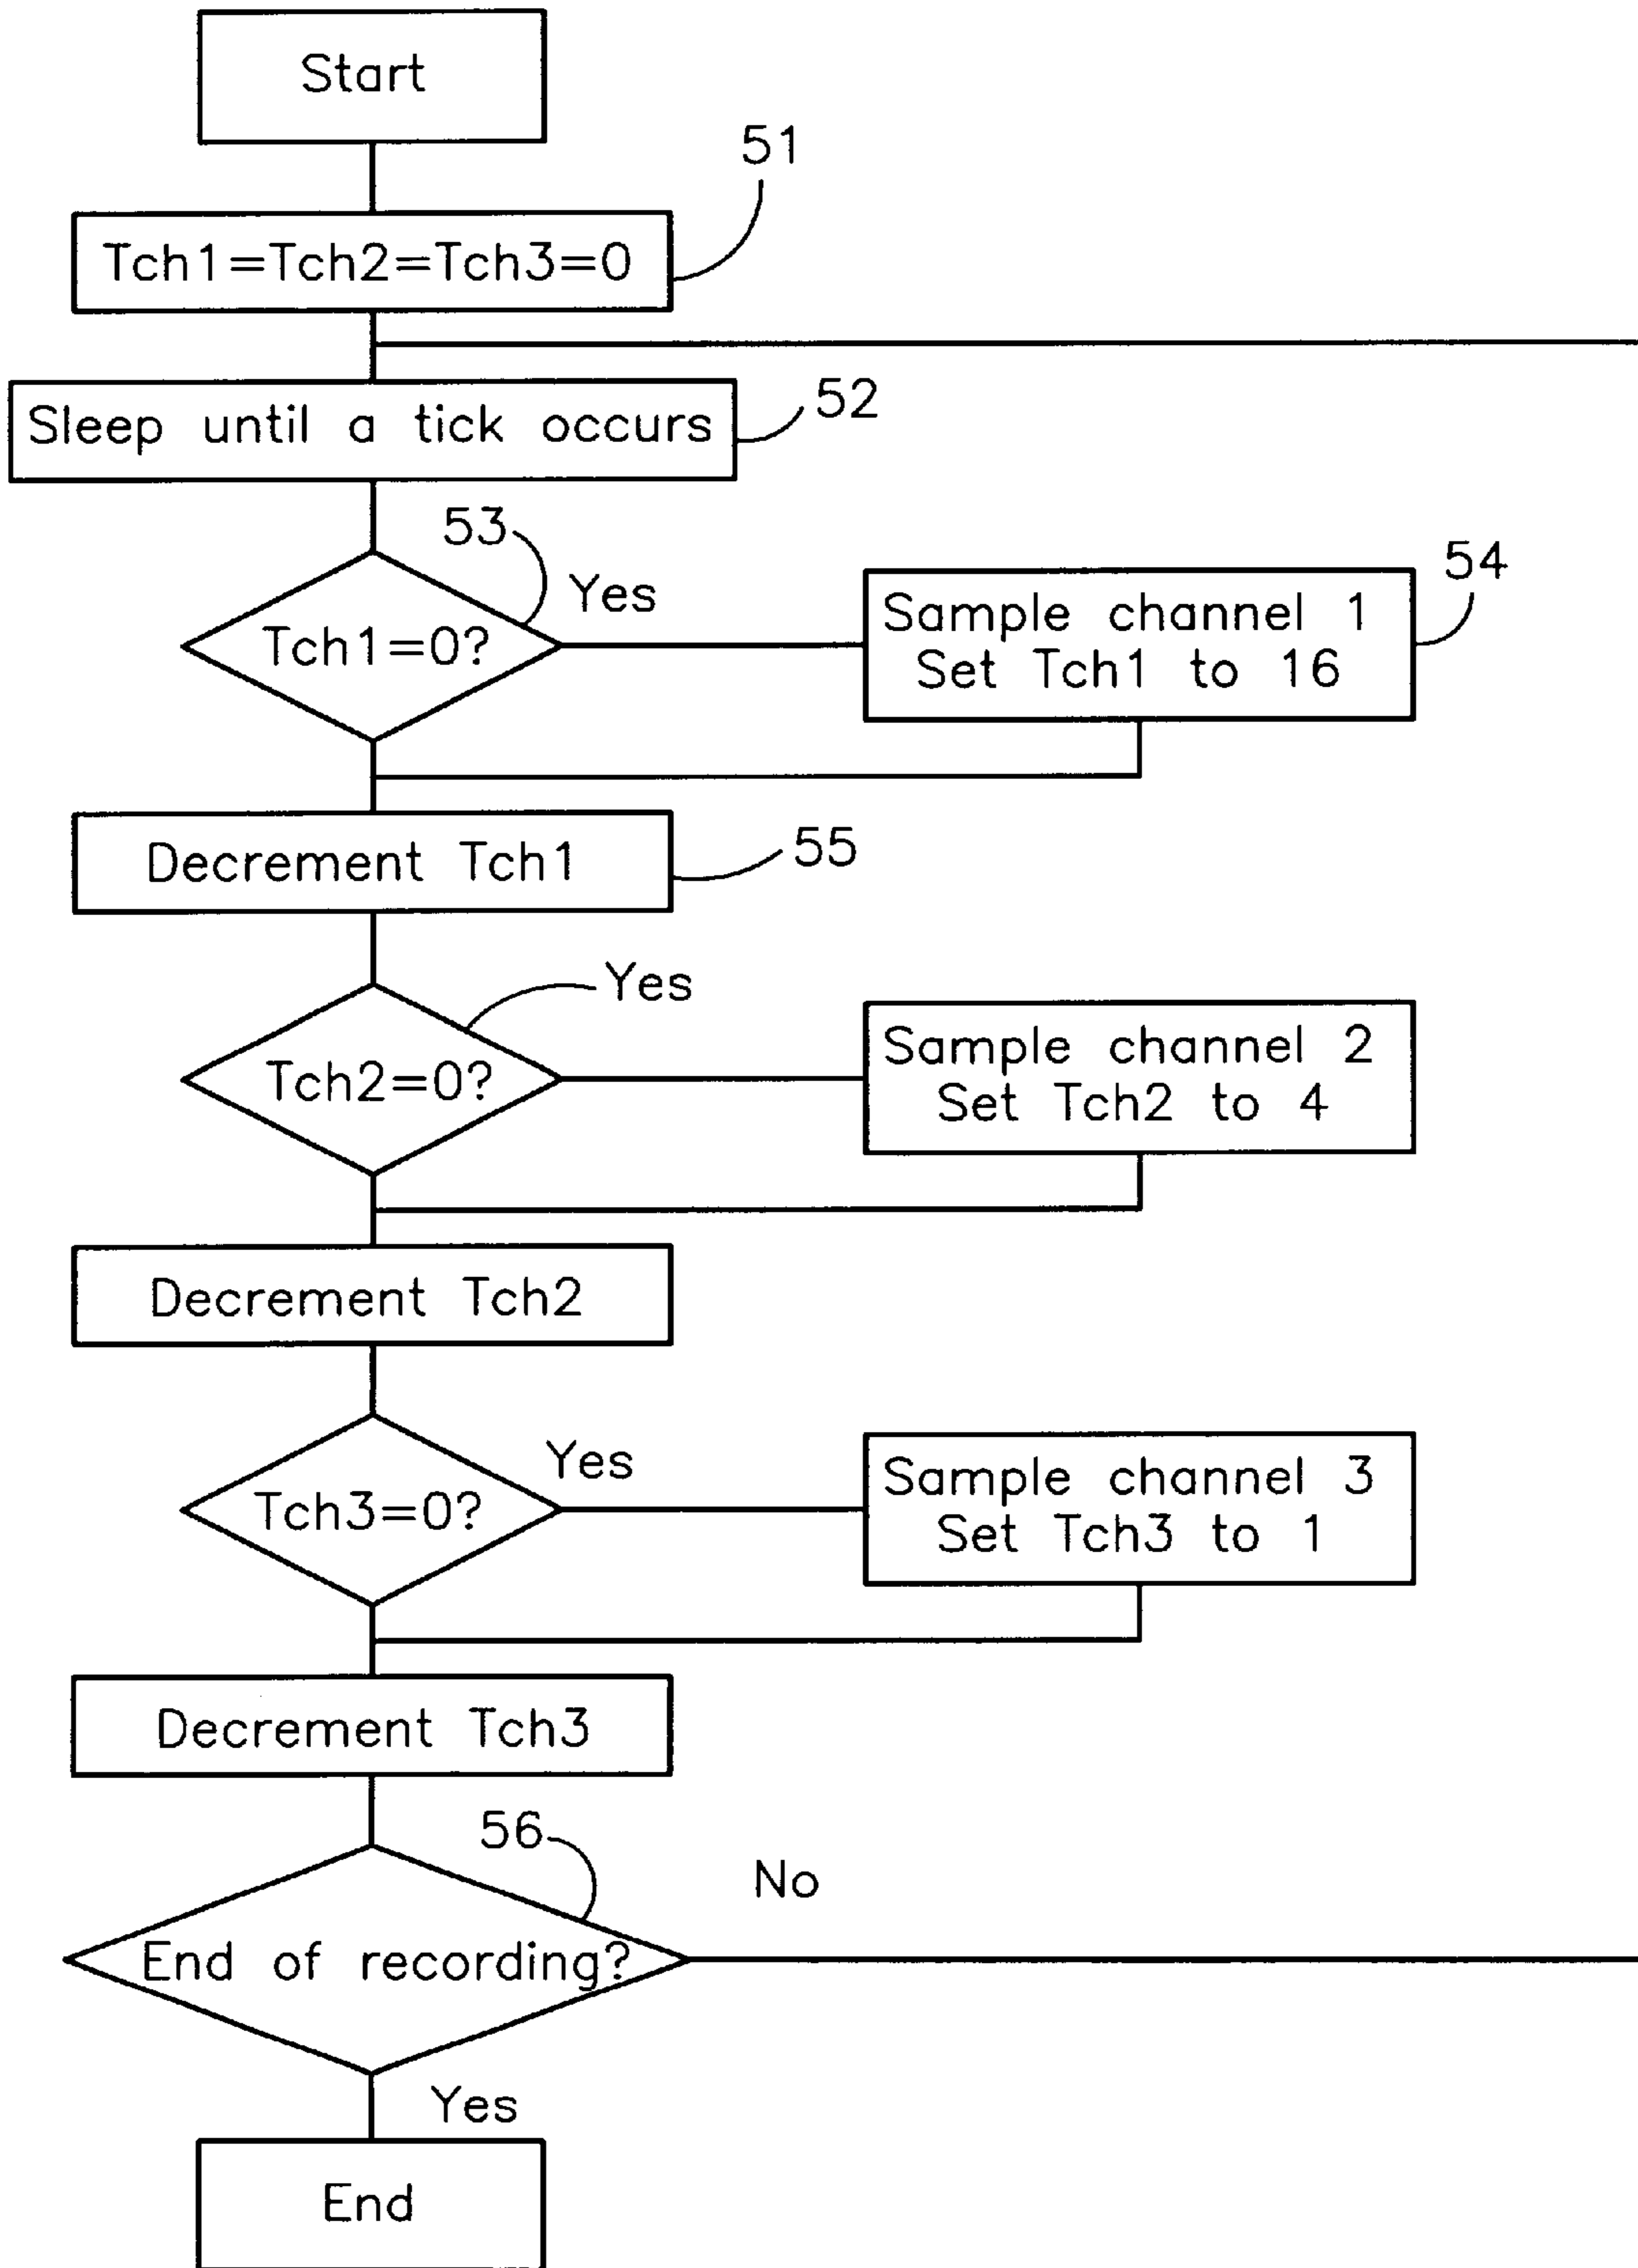 Start
51
Tch1=Tch2=Tch3=0
Sleep until a tick occurs
52
53
Yes
54
Tch1=0?
Sample channel 1
Set Tch1 to 16
Decrement Tch1
55
Yes
Tch2=0?
Sample channel 2
Set Tch2 to 4
Decrement Tch2
Yes
Tch3=0?
Sample channel 3
Set Tch3 to 1
Decrement Tch3
56
No
End of recording?
Yes
End